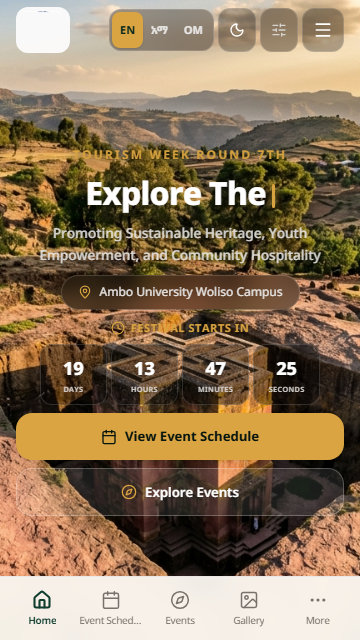 EN
አማ
OM
TOURISM WEEK ROUND 7TH
Explore The
Promoting Sustainable Heritage, Youth
Empowerment, and Community Hospitality
Ambo University Woliso Campus
FESTIVAL STARTS IN
19
13
47
25
DAYS
HOURS
MINUTES
SECONDS
View Event Schedule
Explore Events
Home
Event Sched...
Events
Gallery
More